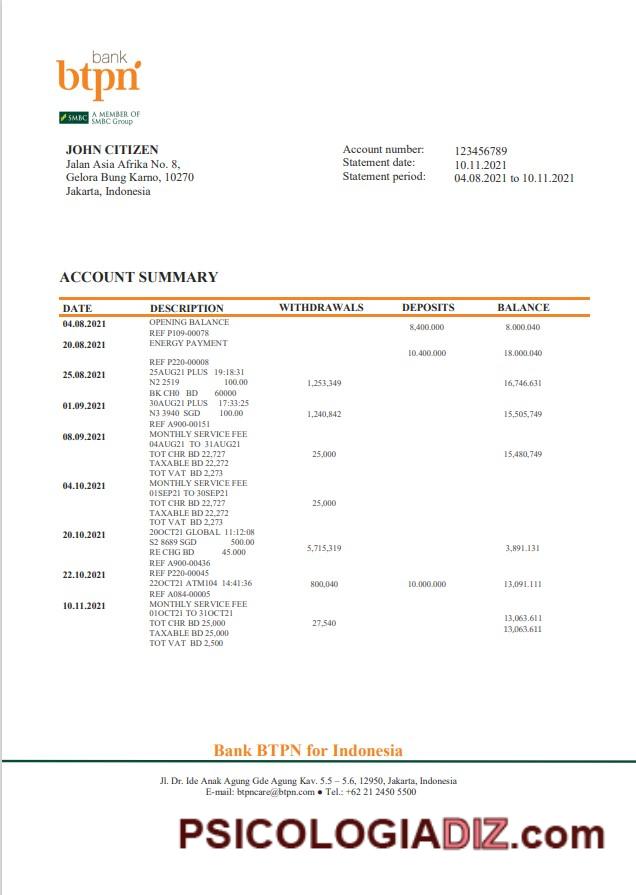 bank
btpn
SMBC A MEMBER OF
SMBC Group
JOHN CITIZEN
Jalan Asia Afrika No. 8,
Gelora Bung Karno, 10270
Jakarta, Indonesia
Account number: 123456789
Statement date: 10.11.2021
Statement period: 04.08.2021 to 10.11.2021
ACCOUNT SUMMARY
DATE DESCRIPTION WITHDRAWALS DEPOSITS BALANCE
04.08.2021 OPENING BALANCE 8,400.000 8.000.040
REF P109-00078
20.08.2021 ENERGY PAYMENT
10.400.000 18.000.040
REF P220-00008
25.08.2021 25AUG21 PLUS 19:18:31
N2 2519 100.00 1,253,349 16,746.631
BK CH0 BD 60000
01.09.2021 30AUG21 PLUS 17:33:25
N3 3940 SGD 100.00 1,240,842 15,505,749
REF A900-00151
08.09.2021 MONTHLY SERVICE FEE
04AUG21 TO 31AUG21
TOT CHR BD 22,727 25,000 15,480,749
TAXABLE BD 22,272
TOT VAT BD 2,273
04.10.2021 MONTHLY SERVICE FEE
01SEP21 TO 30SEP21
TOT CHR BD 22,727 25,000
TAXABLE BD 22,272
TOT VAT BD 2,273
20.10.2021 20OCT21 GLOBAL 11:12:08
S2 8689 SGD 500.00
RE CHG BD 45.000 5,715,319 3,891.131
REF A900-00436
22.10.2021 REF P220-00045
22OCT21 ATM104 14:41:36 800,040 10.000.000 13,091.111
REF A084-00005
10.11.2021 MONTHLY SERVICE FEE
01OCT21 TO 31OCT21 13,063.611
TOT CHR BD 25,000 27,540
TAXABLE BD 25,000 13,063.611
TOT VAT BD 2,500
Bank BTPN for Indonesia
Jl. Dr. Ide Anak Agung Gde Agung Kav. 5.5 – 5.6, 12950, Jakarta, Indonesia
E-mail: btpncare@btpn.com ● Tel.: +62 21 2450 5500
PSICOLOGIADIZ.com